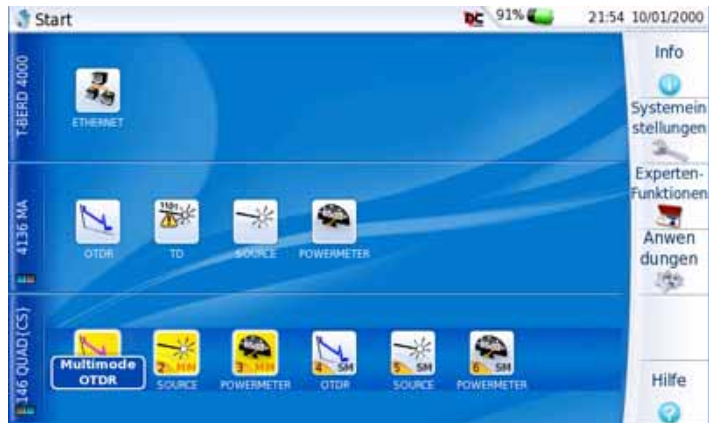 Start
DC 91%
21:54 10/01/2000
T-BERD 4000
ETHERNET
4136 MA
OTDR
TD
SOURCE
POWERMETER
146 QUAD(CS)
Multimode
OTDR
2 MM
SOURCE
3 MM
POWERMETER
4 SM
OTDR
5 SM
SOURCE
6 SM
POWERMETER
Info
Systemein
stellungen
Experten-
Funktionen
Anwen
dungen
Hilfe